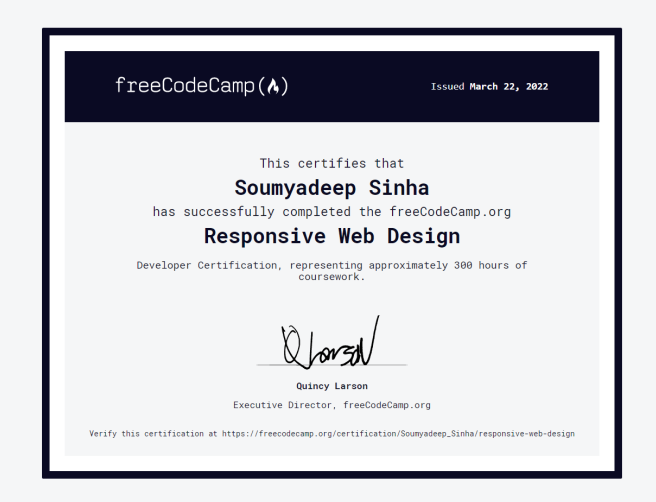 freeCodeCamp(🔥)
Issued March 22, 2022
This certifies that
Soumyadeep Sinha
has successfully completed the freeCodeCamp.org
Responsive Web Design
Developer Certification, representing approximately 300 hours of
coursework.
Q Larson
Quincy Larson
Executive Director, freeCodeCamp.org
Verify this certification at https://freecodecamp.org/certification/Soumyadeep_Sinha/responsive-web-design